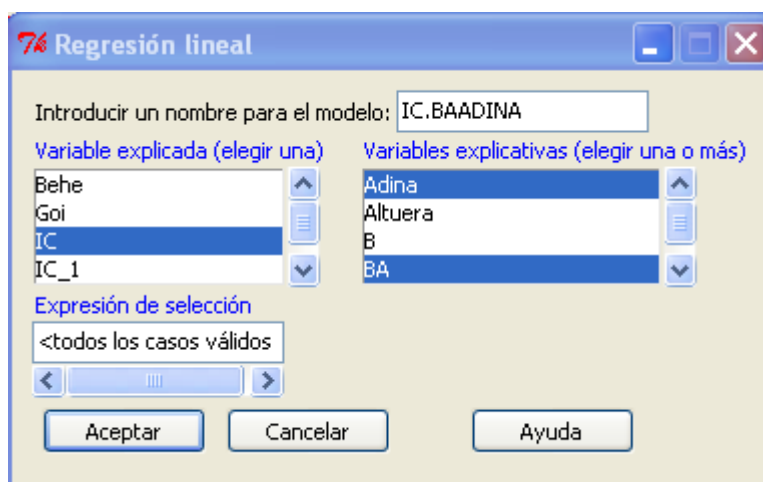 Regresión lineal
Introducir un nombre para el modelo: IC.BAADINA
Variable explicada (elegir una) Variables explicativas (elegir una o más)
Behe Adina
Goi Altuera
IC B
IC_1 BA
Expresión de selección
<todos los casos válidos
Aceptar Cancelar Ayuda